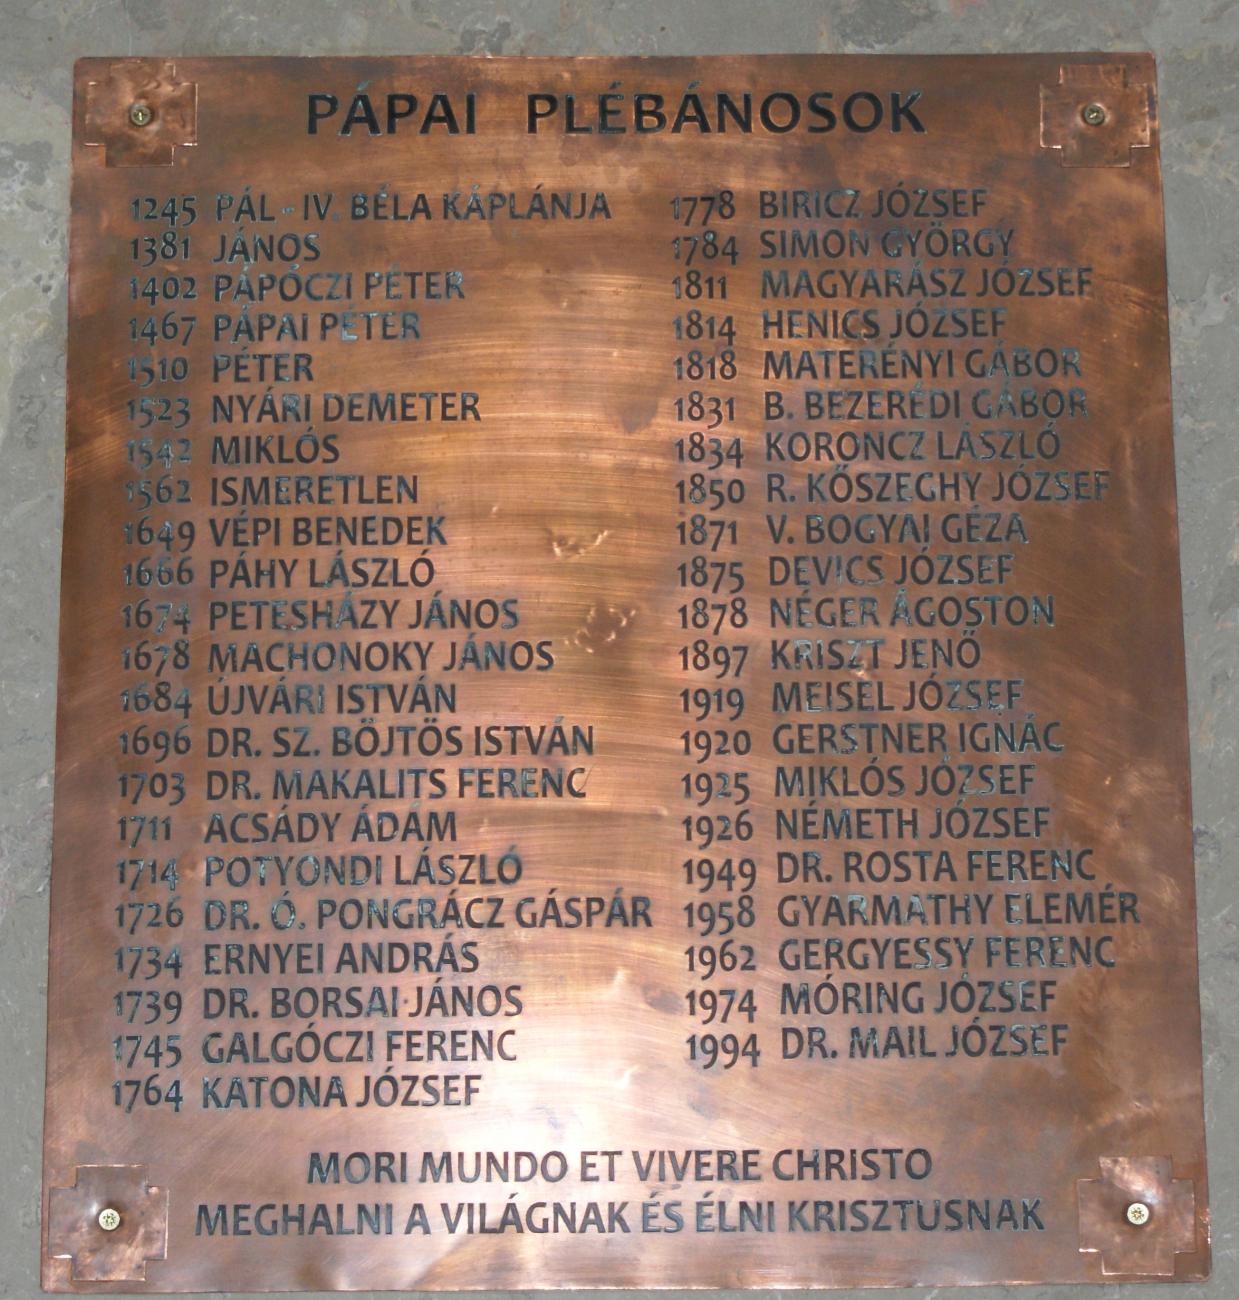 PÁPAI PLÉBÁNOSOK
1245 PÁL - IV. BÉLA KÁPLÁNJA
1381 JÁNOS
1402 PÁPÓCZI PÉTER
1467 PÁPAI PÉTER
1510 PÉTER
1523 NYÁRI DEMETER
1542 MIKLÓS
1562 ISMERETLEN
1649 VÉPI BENEDEK
1666 PÁHY LÁSZLÓ
1674 PETESHÁZY JÁNOS
1678 MACHONOKY JÁNOS
1684 ÚJVÁRI ISTVÁN
1696 DR. SZ. BÖJTÖS ISTVÁN
1703 DR. MAKALITS FERENC
1711 ACSÁDY ÁDÁM
1714 POTYONDI LÁSZLÓ
1726 DR. Ó. PONGRÁCZ GÁSPÁR
1734 ERNYEI ANDRÁS
1739 DR. BORSAI JÁNOS
1745 GALGÓCZI FERENC
1764 KATONA JÓZSEF
1778 BIRICZ JÓZSEF
1784 SIMON GYÖRGY
1811 MAGYARÁSZ JÓZSEF
1814 HENICS JÓZSEF
1818 MATERÉNYI GÁBOR
1831 B. BEZERÉDI GÁBOR
1834 KORONCZ LÁSZLÓ
1850 R. KŐSZEGHY JÓZSEF
1871 V. BOGYAI GÉZA
1875 DEVICS JÓZSEF
1878 NÉGER ÁGOSTON
1897 KRISZT JENŐ
1919 MEISEL JÓZSEF
1920 GERSTNER IGNÁC
1925 MIKLÓS JÓZSEF
1926 NÉMETH JÓZSEF
1949 DR. ROSTA FERENC
1958 GYARMATHY ELEMÉR
1962 GERGYESSY FERENC
1974 MÓRING JÓZSEF
1994 DR. MAIL JÓZSEF
MORI MUNDO ET VIVERE CHRISTO
MEGHALNI A VILÁGNAK ÉS ÉLNI KRISZTUSNAK